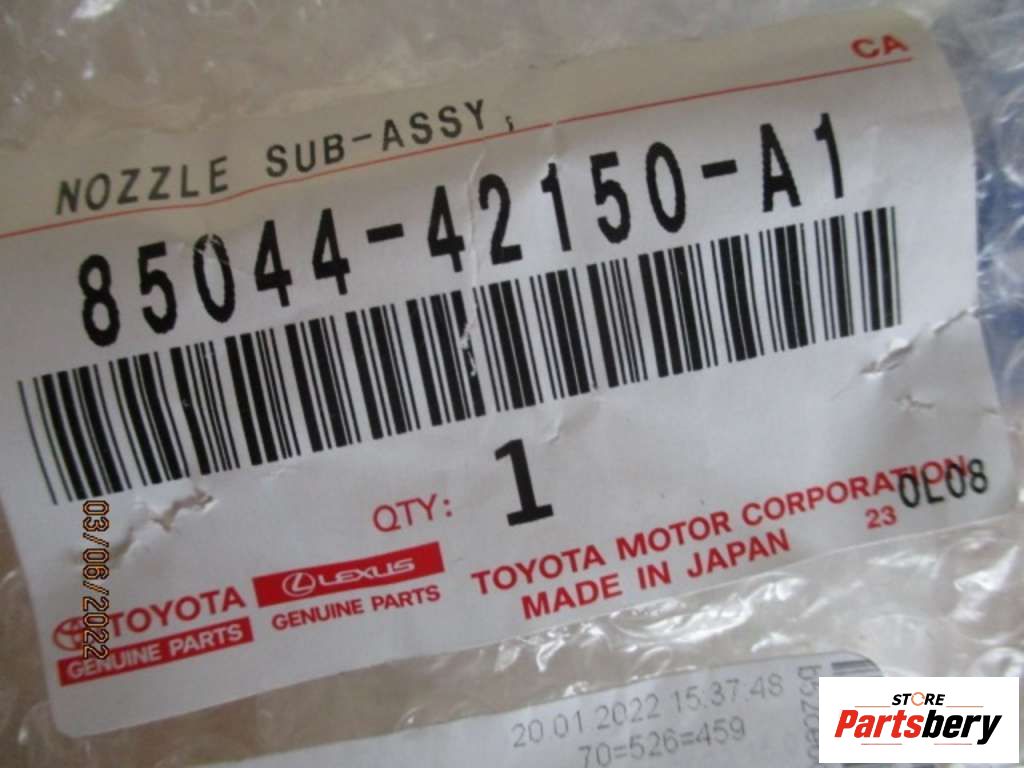 CA
NOZZLE SUB-ASSY,
85044-42150-A1
QTY: 1
TOYOTA
GENUINE PARTS
LEXUS
GENUINE PARTS
TOYOTA MOTOR CORPORATION
MADE IN JAPAN
23
0L08
03/06/2022
20 01 2022 15:37:48
70=526=459
STORE
Partsbery